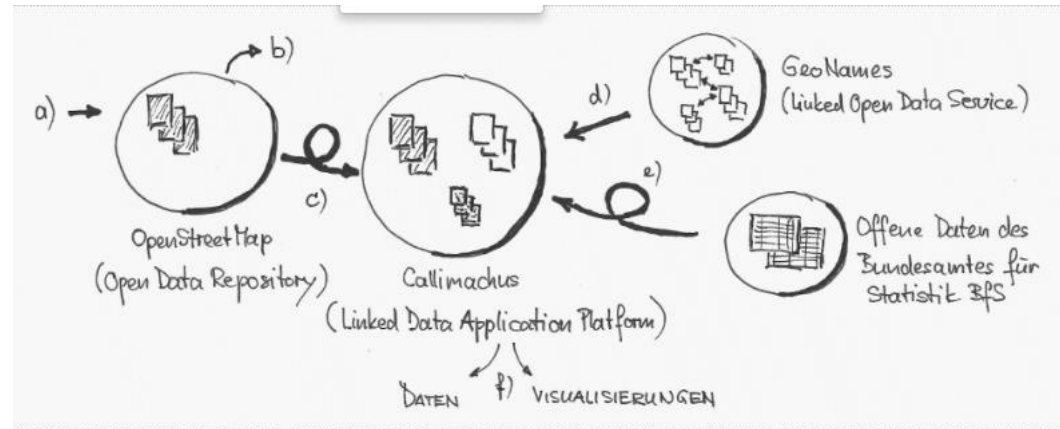 a)
b)
OpenStreetMap
(Open Data Repository)
c)
Callimachus
(Linked Data Application Platform)
d)
GeoNames
(Linked Open Data Service)
e)
Offene Daten des
Bundesamtes für
Statistik BfS
f)
DATEN
VISUALISIERUNGEN